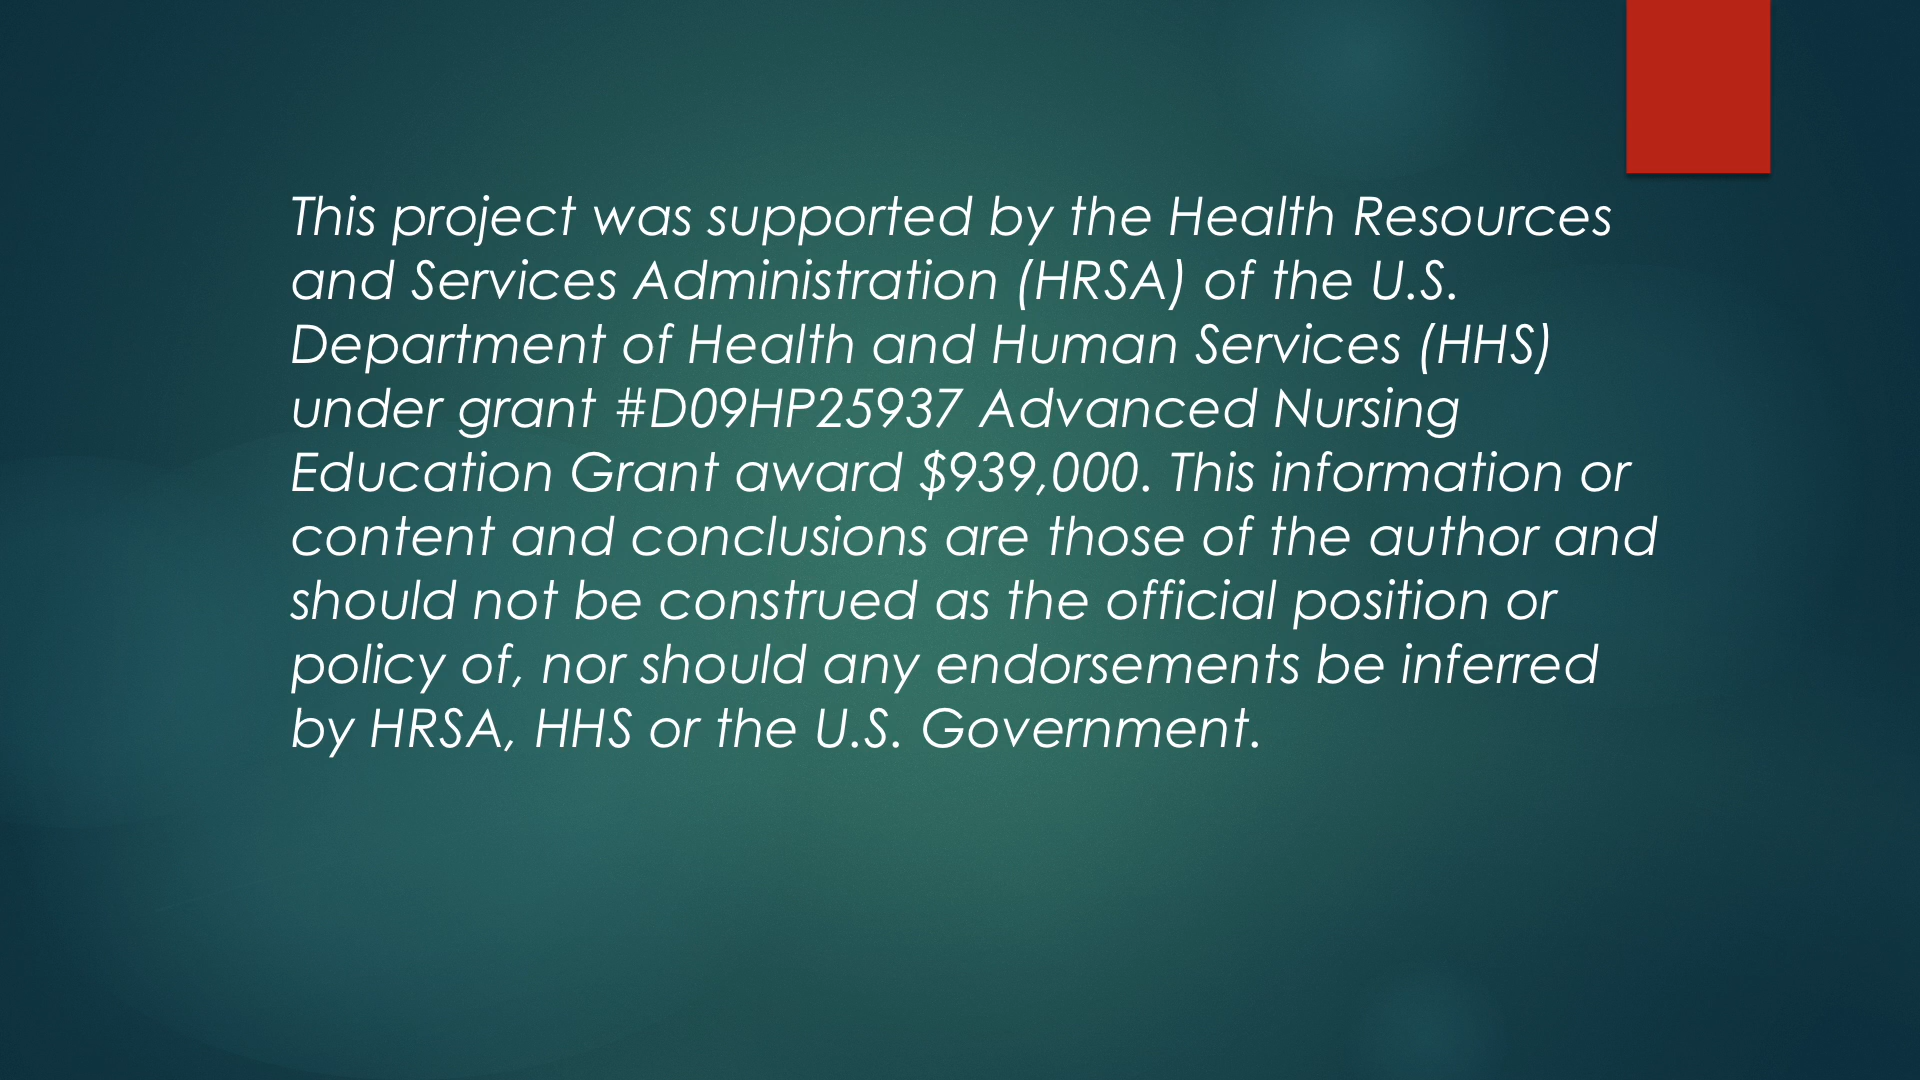 This project was supported by the Health Resources
and Services Administration (HRSA) of the U.S.
Department of Health and Human Services (HHS)
under grant #D09HP25937 Advanced Nursing
Education Grant award $939,000. This information or
content and conclusions are those of the author and
should not be construed as the official position or
policy of, nor should any endorsements be inferred
by HRSA, HHS or the U.S. Government.